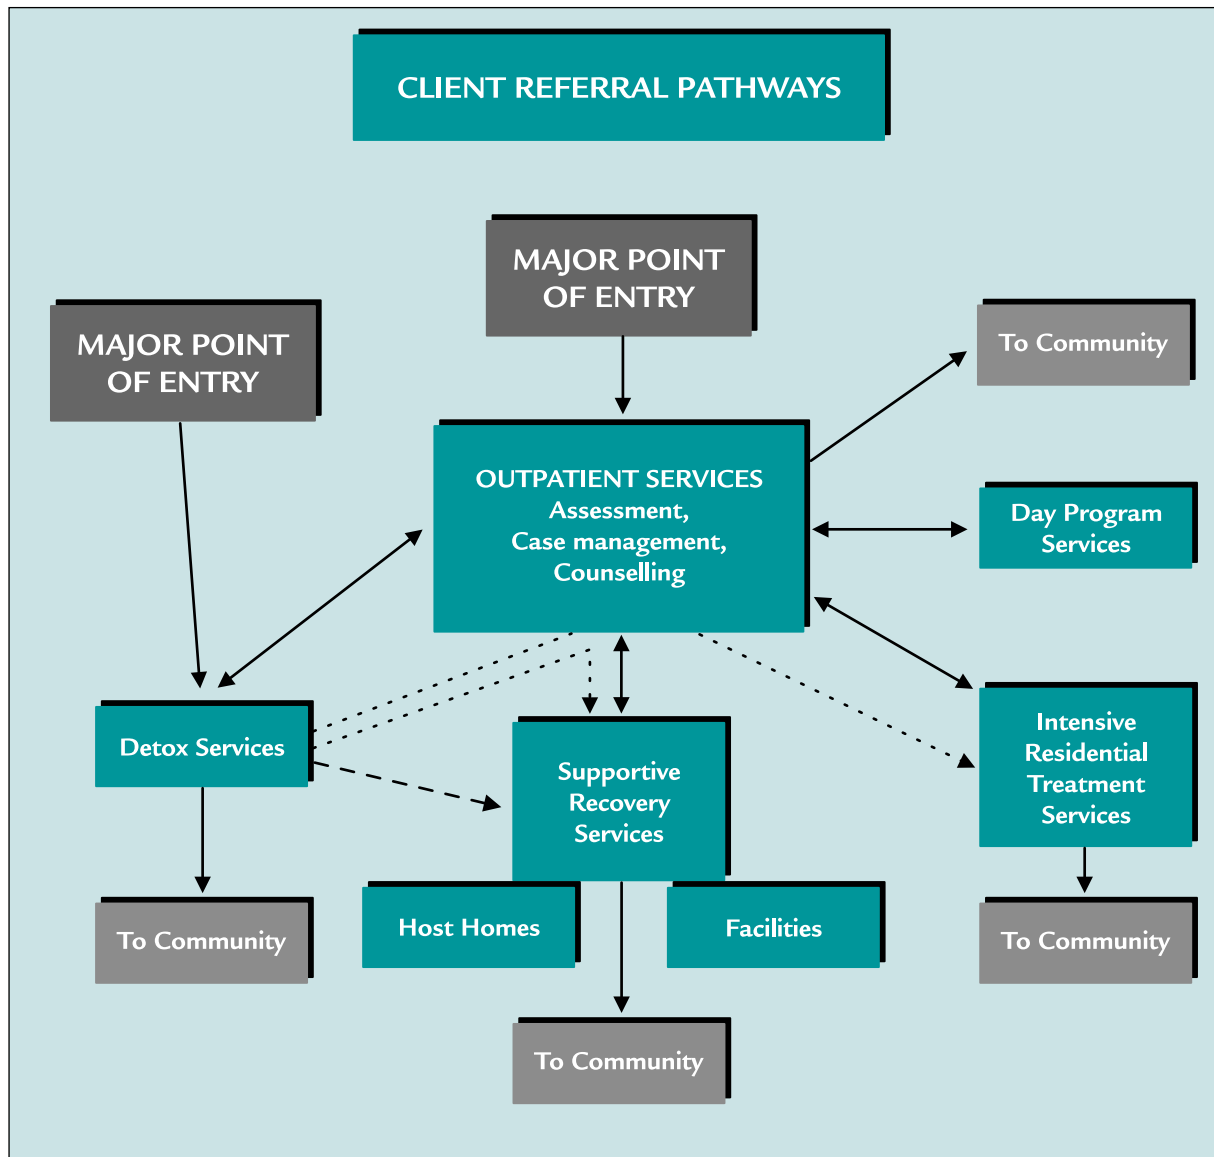 CLIENT REFERRAL PATHWAYS
MAJOR POINT
OF ENTRY
MAJOR POINT
OF ENTRY
To Community
OUTPATIENT SERVICES
Assessment,
Case management,
Counselling
Day Program
Services
Detox Services
Supportive
Recovery
Services
Intensive
Residential
Treatment
Services
Host Homes
Facilities
To Community
To Community
To Community